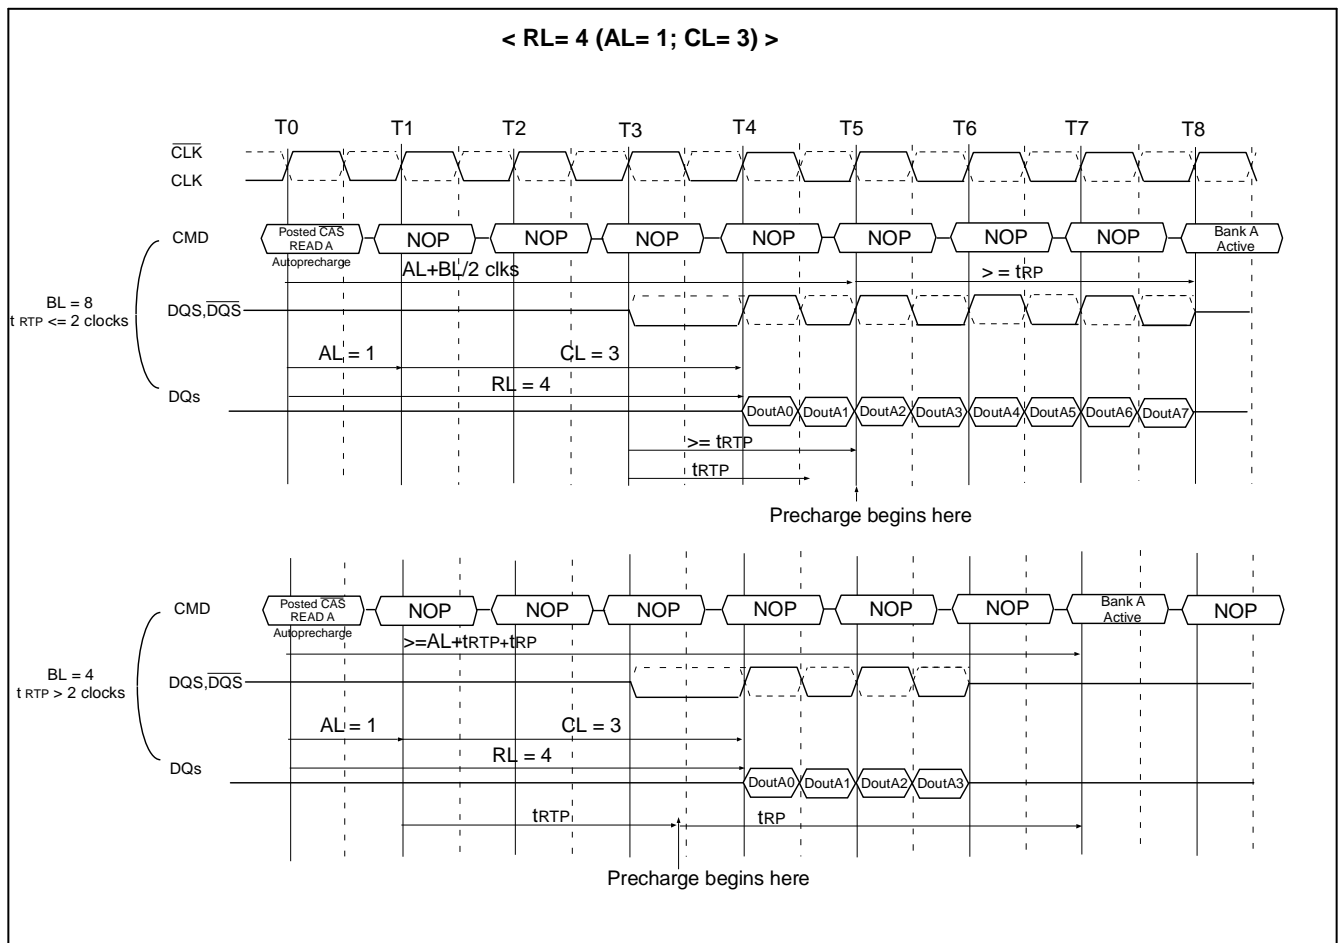 < RL= 4 (AL= 1; CL= 3) >
T0 T1 T2 T3 T4 T5 T6 T7 T8
CLK
CLK
CMD
Posted CAS
READ A
Autoprecharge
NOP NOP NOP NOP NOP NOP NOP
Bank A
Active
AL+BL/2 clks
> = tRP
BL = 8
t RTP <= 2 clocks
DQS,DQS
AL = 1
CL = 3
RL = 4
DQs
DoutA0 DoutA1 DoutA2 DoutA3 DoutA4 DoutA5 DoutA6 DoutA7
>= tRTP
tRTP
Precharge begins here
CMD
Posted CAS
READ A
Autoprecharge
NOP NOP NOP NOP NOP NOP
Bank A
Active
NOP
>=AL+tRTP+tRP
BL = 4
t RTP > 2 clocks
DQS,DQS
AL = 1
CL = 3
RL = 4
DQs
DoutA0 DoutA1 DoutA2 DoutA3
tRTP
tRP
Precharge begins here